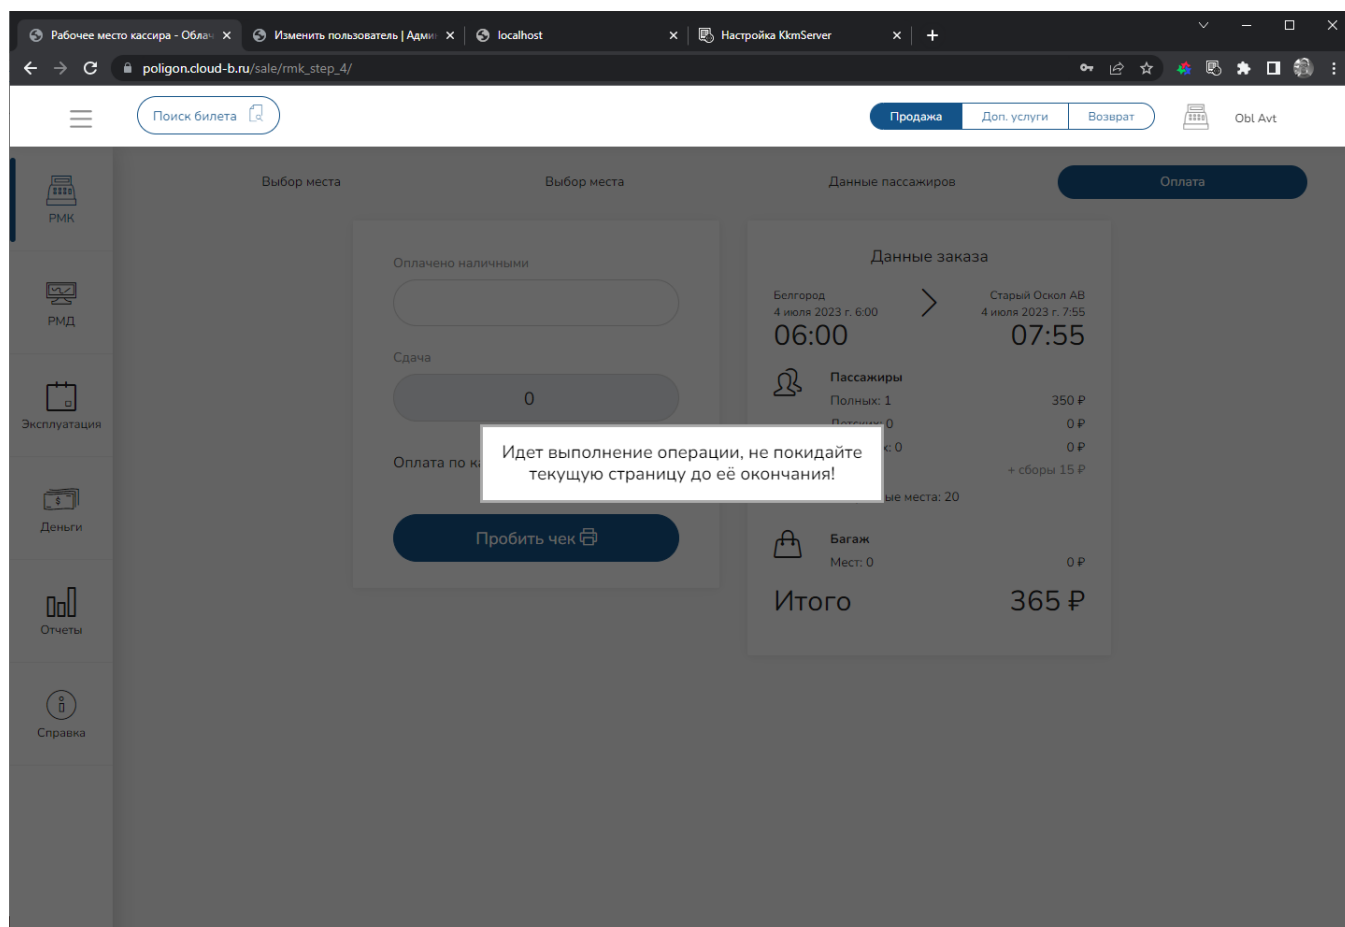 Рабочее место кассира - Облач
Изменить пользователь | Адми
localhost
Настройка KkmServer
poligon.cloud-b.ru/sale/rmk_step_4/
Поиск билета
Продажа
Доп. услуги
Возврат
Obl Avt
РМК
РМД
Эксплуатация
Деньги
Отчеты
Справка
Выбор места
Выбор места
Данные пассажиров
Оплата
Оплачено наличными
Сдача
0
Оплата по к
Идет выполнение операции, не покидайте
текущую страницу до её окончания!
Пробить чек
Данные заказа
Белгород
4 июля 2023 г. 6:00
06:00
Старый Оскол АВ
4 июля 2023 г. 7:55
07:55
Пассажиры
Полных: 1 350 ₽
Детских: 0 0 ₽
х: 0 0 ₽
+ сборы 15 ₽
ые места: 20
Багаж
Мест: 0 0 ₽
Итого 365 ₽